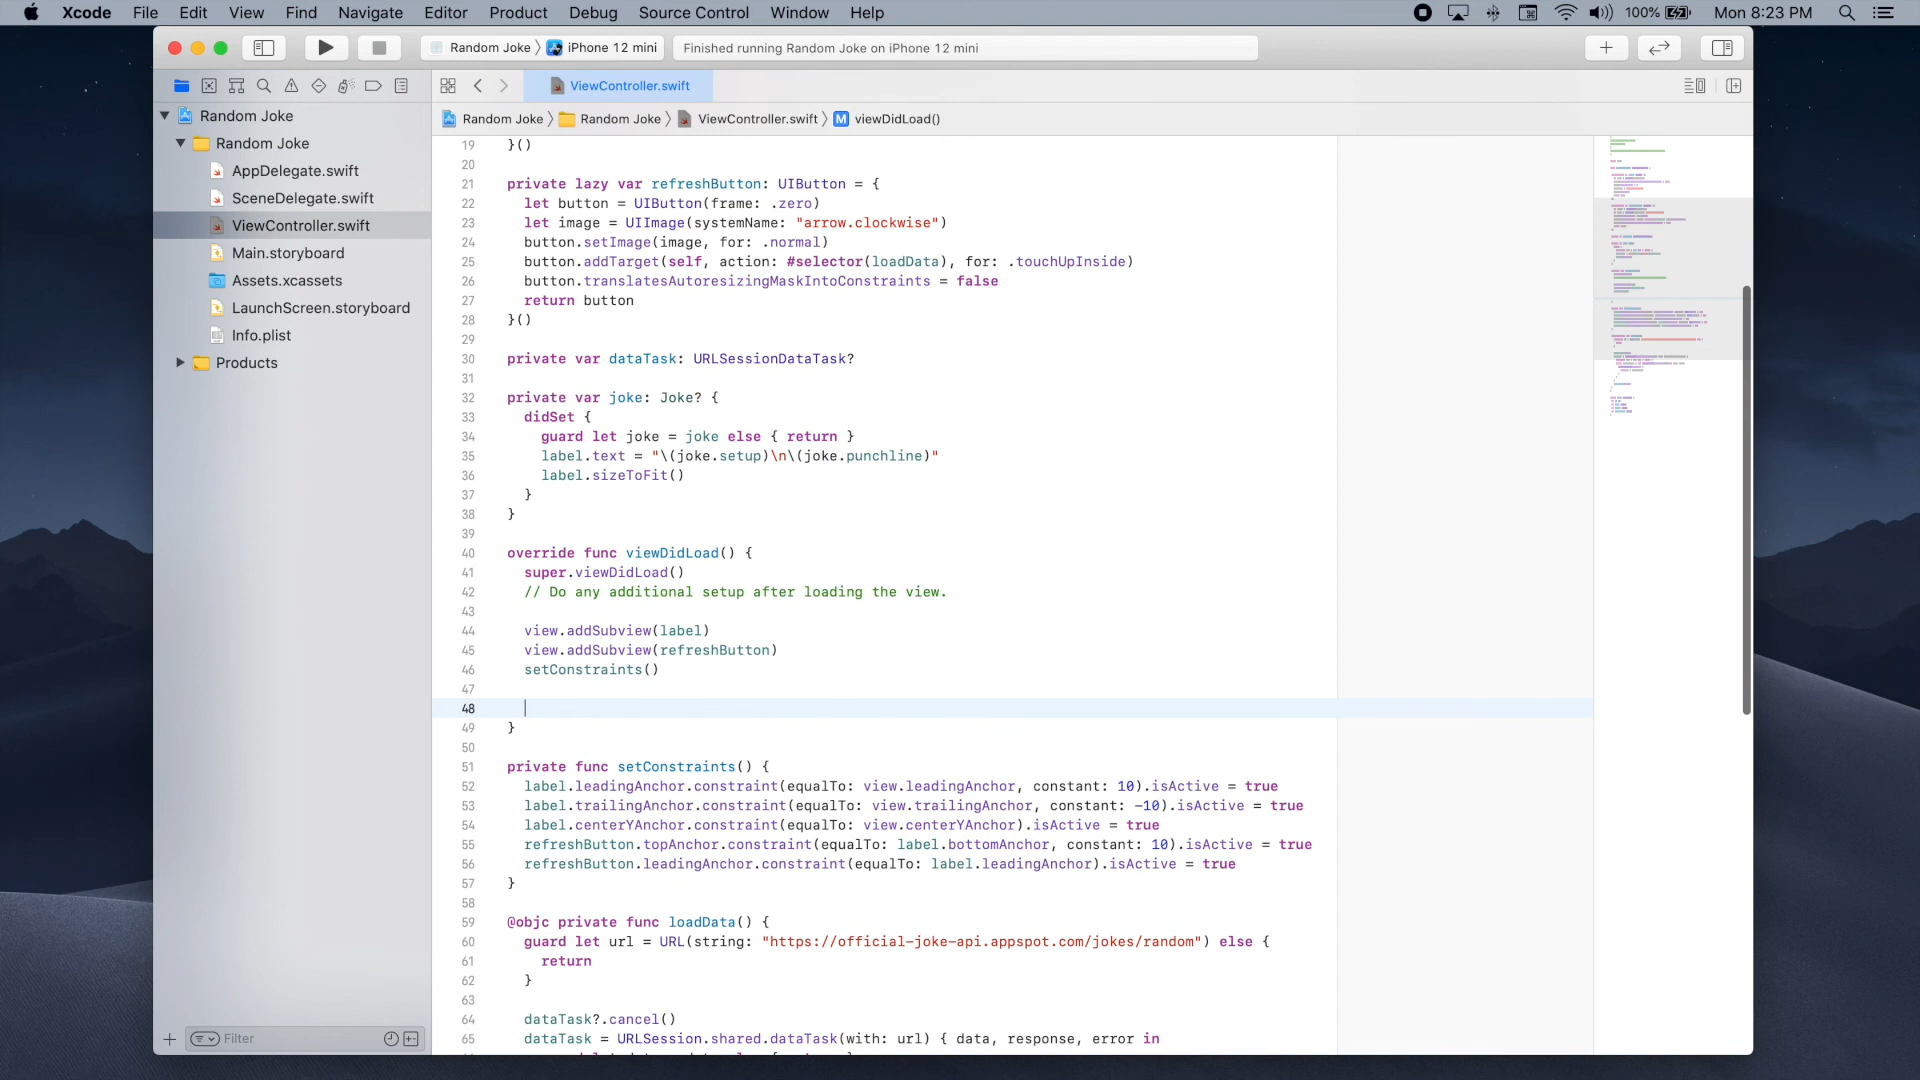 Xcode File Edit View Find Navigate Editor Product Debug Source Control Window Help 100% Mon 8:23 PM
Random Joke iPhone 12 mini Finished running Random Joke on iPhone 12 mini
ViewController.swift
Random Joke Random Joke ViewController.swift M viewDidLoad()
Random Joke
Random Joke
AppDelegate.swift
SceneDelegate.swift
ViewController.swift
Main.storyboard
Assets.xcassets
LaunchScreen.storyboard
Info.plist
Products
Filter
19 }()
20
21 private lazy var refreshButton: UIButton = {
22 let button = UIButton(frame: .zero)
23 let image = UIImage(systemName: "arrow.clockwise")
24 button.setImage(image, for: .normal)
25 button.addTarget(self, action: #selector(loadData), for: .touchUpInside)
26 button.translatesAutoresizingMaskIntoConstraints = false
27 return button
28 }()
29
30 private var dataTask: URLSessionDataTask?
31
32 private var joke: Joke? {
33 didSet {
34 guard let joke = joke else { return }
35 label.text = "\(joke.setup)\n\(joke.punchline)"
36 label.sizeToFit()
37 }
38 }
39
40 override func viewDidLoad() {
41 super.viewDidLoad()
42 // Do any additional setup after loading the view.
43
44 view.addSubview(label)
45 view.addSubview(refreshButton)
46 setConstraints()
47
48
49 }
50
51 private func setConstraints() {
52 label.leadingAnchor.constraint(equalTo: view.leadingAnchor, constant: 10).isActive = true
53 label.trailingAnchor.constraint(equalTo: view.trailingAnchor, constant: -10).isActive = true
54 label.centerYAnchor.constraint(equalTo: view.centerYAnchor).isActive = true
55 refreshButton.topAnchor.constraint(equalTo: label.bottomAnchor, constant: 10).isActive = true
56 refreshButton.leadingAnchor.constraint(equalTo: label.leadingAnchor).isActive = true
57 }
58
59 @objc private func loadData() {
60 guard let url = URL(string: "https://official-joke-api.appspot.com/jokes/random") else {
61 return
62 }
63
64 dataTask?.cancel()
65 dataTask = URLSession.shared.dataTask(with: url) { data, response, error in